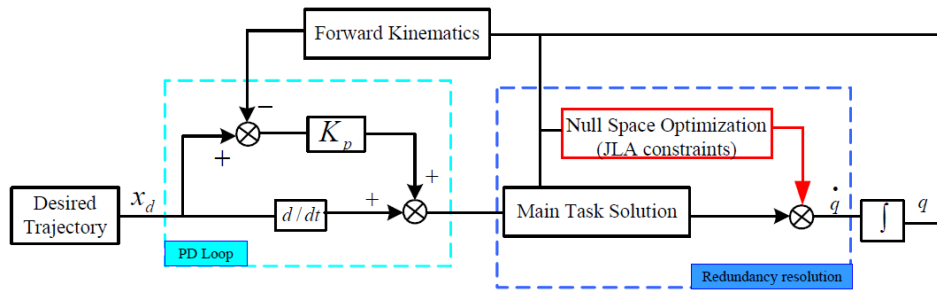 Forward Kinematics
−
+
K_p
+
Null Space Optimization
(JLA constraints)
Desired
Trajectory
x_d
d/dt
+
Main Task Solution
q̇
∫
q
PD Loop
Redundancy resolution